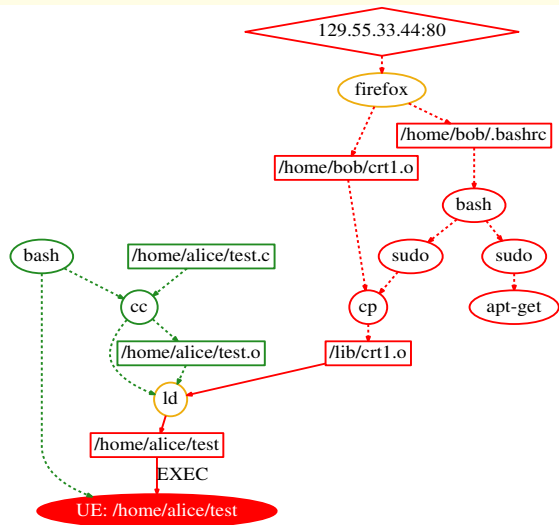 129.55.33.44:80
firefox
/home/bob/.bashrc
/home/bob/crt1.o
bash
bash
/home/alice/test.c
sudo
sudo
cc
cp
apt-get
/home/alice/test.o
/lib/crt1.o
ld
/home/alice/test
EXEC
UE: /home/alice/test